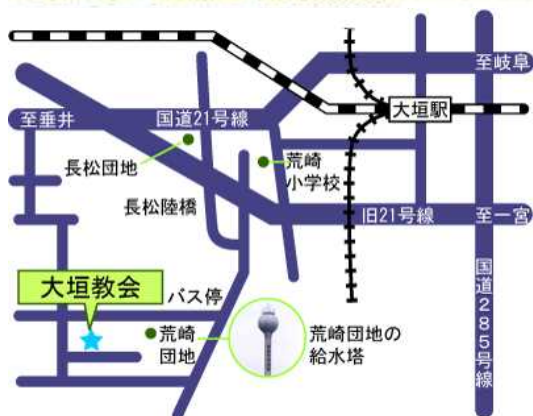 至岐阜
大垣駅
至垂井
国道21号線
長松団地
荒崎
小学校
長松陸橋
旧21号線
至一宮
国道285号線
大垣教会
バス停
荒崎
団地
荒崎団地の
給水塔